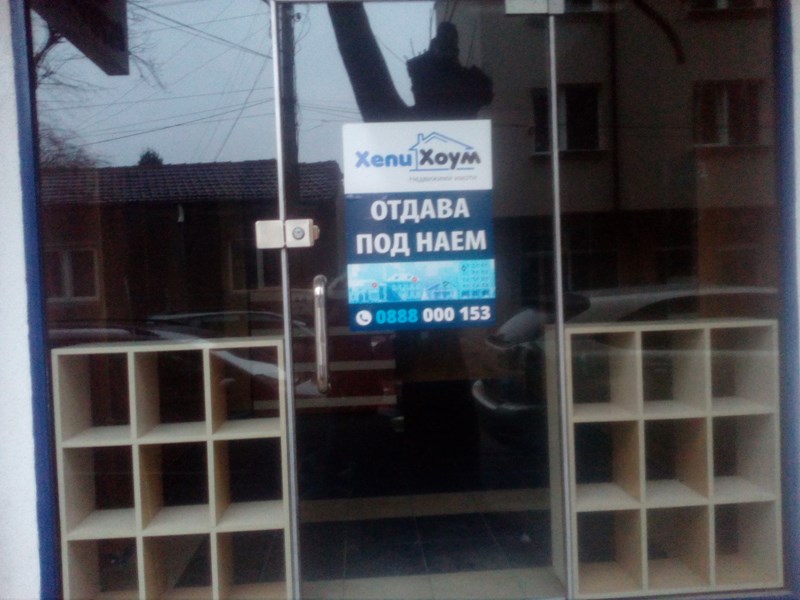 Хепи Хоум
недвижими имоти
ОТДАВА
ПОД НАЕМ
0888 000 153